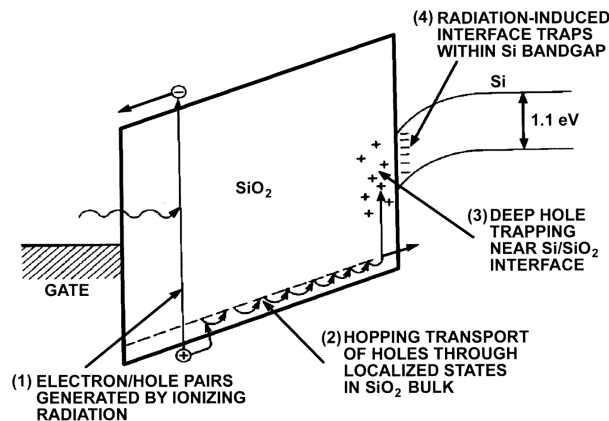 (4) RADIATION-INDUCED
INTERFACE TRAPS
WITHIN Si BANDGAP
Si
1.1 eV
SiO₂
(3) DEEP HOLE
TRAPPING
NEAR Si/SiO₂
INTERFACE
GATE
(2) HOPPING TRANSPORT
OF HOLES THROUGH
LOCALIZED STATES
IN SiO₂ BULK
(1) ELECTRON/HOLE PAIRS
GENERATED BY IONIZING
RADIATION